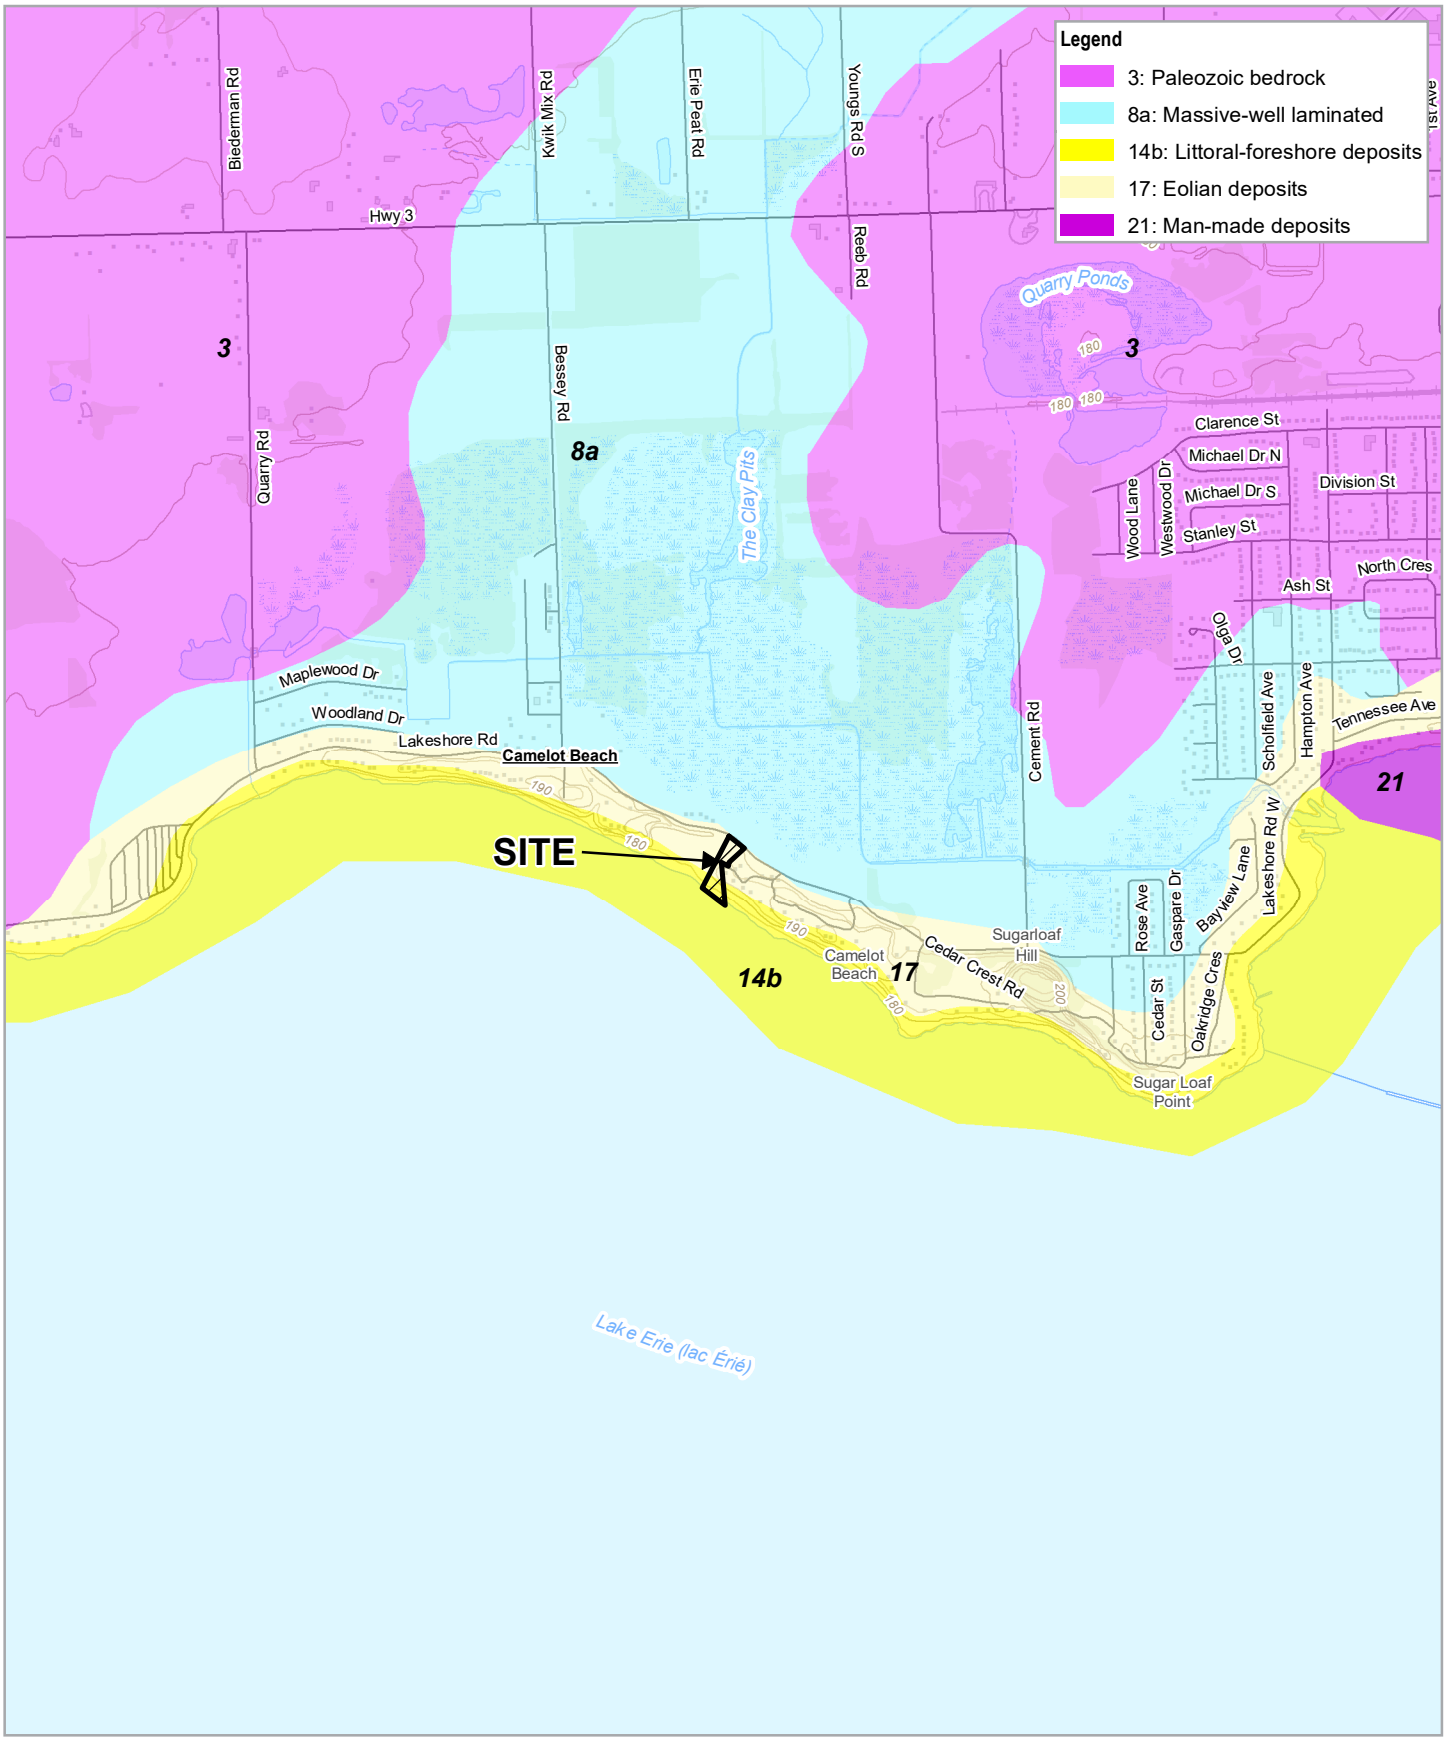 Legend
3: Paleozoic bedrock
8a: Massive-well laminated
14b: Littoral-foreshore deposits
17: Eolian deposits
21: Man-made deposits
Biederman Rd
Kwik Mix Rd
Erie Peat Rd
Youngs Rd S
1st Ave
Hwy 3
Reeb Rd
Quarry Ponds
3
180
3
180
180
Bessey Rd
Quarry Rd
8a
The Clay Pits
Clarence St
Michael Dr N
Michael Dr S
Division St
Wood Lane
Westwood Dr
Stanley St
North Cres
Ash St
Olga Dr
Maplewood Dr
Woodland Dr
Lakeshore Rd
Camelot Beach
Scholfield Ave
Hampton Ave
Tennessee Ave
Cement Rd
21
190
180
SITE
Lakeshore Rd W
Bayview Lane
Rose Ave
Gaspare Dr
190
Camelot
Beach
17
14b
180
Cedar Crest Rd
Sugarloaf
Hill
200
Cedar St
Oakridge Cres
Sugar Loaf
Point
Lake Erie (lac Érié)